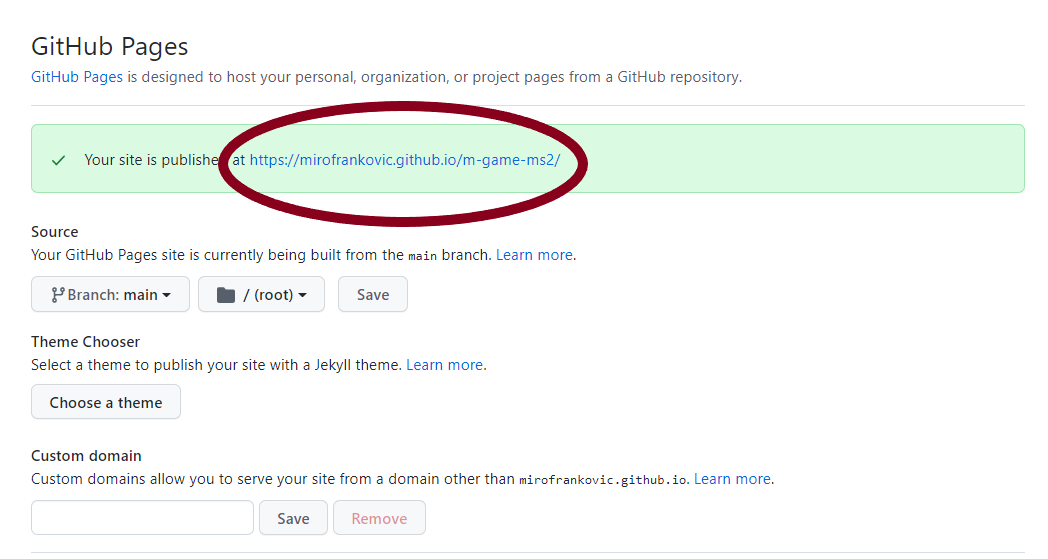 GitHub Pages
GitHub Pages is designed to host your personal, organization, or project pages from a GitHub repository.
Your site is published at https://mirofrankovic.github.io/m-game-ms2/
Source
Your GitHub Pages site is currently being built from the main branch. Learn more.
Branch: main / (root) Save
Theme Chooser
Select a theme to publish your site with a Jekyll theme. Learn more.
Choose a theme
Custom domain
Custom domains allow you to serve your site from a domain other than mirofrankovic.github.io. Learn more.
Save Remove